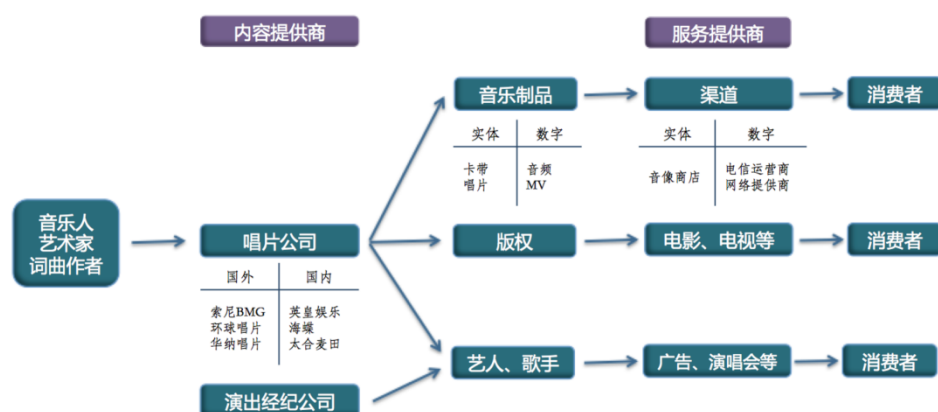 内容提供商
服务提供商
音乐制品
渠道
消费者
实体
数字
卡带
唱片
音频
MV
实体
数字
音像商店
电信运营商
网络提供商
音乐人
艺术家
词曲作者
唱片公司
版权
电影、电视等
消费者
国外
国内
索尼BMG
环球唱片
华纳唱片
英皇娱乐
海蝶
太合麦田
艺人、歌手
广告、演唱会等
消费者
演出经纪公司